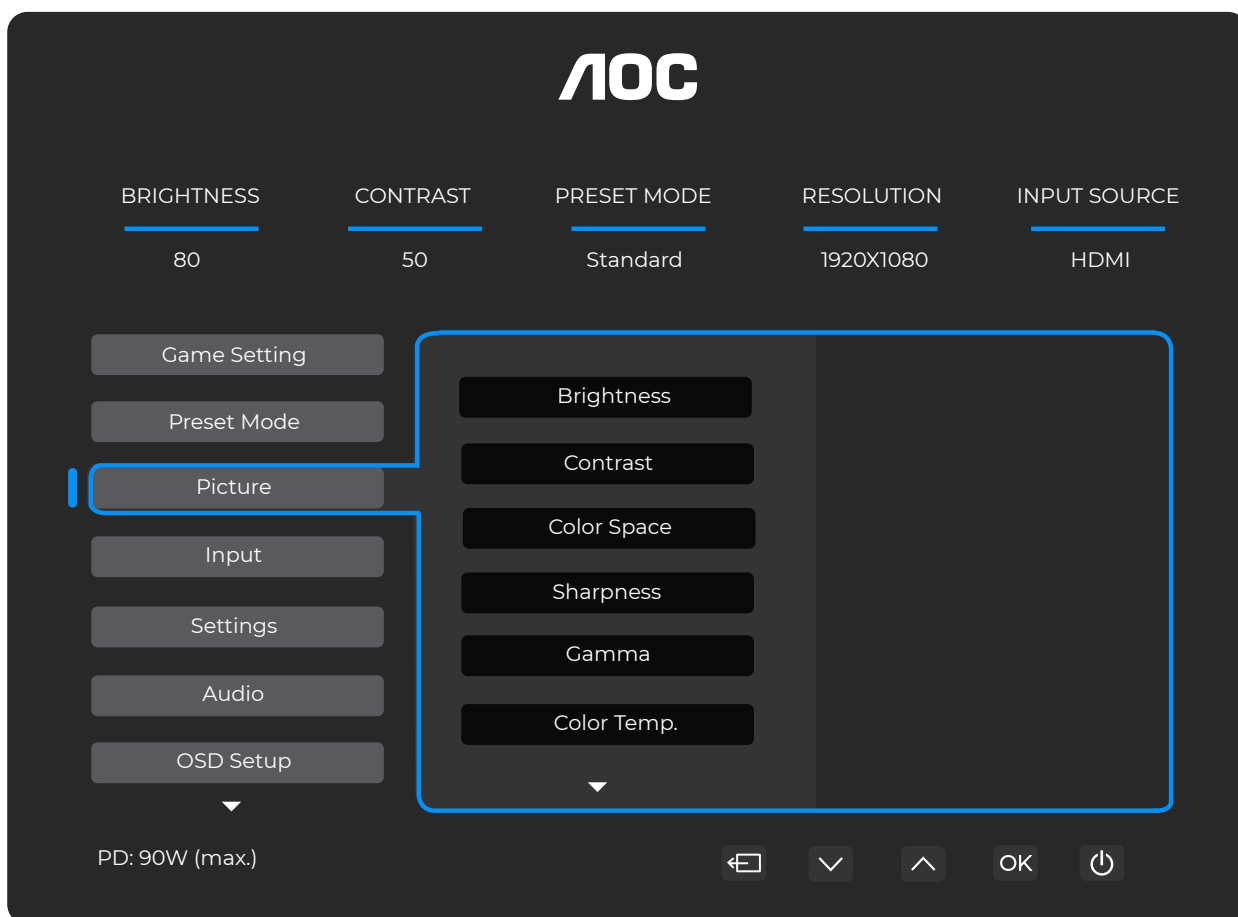 AOC
BRIGHTNESS CONTRAST PRESET MODE RESOLUTION INPUT SOURCE
80 50 Standard 1920X1080 HDMI
Game Setting
Preset Mode
Picture
Input
Settings
Audio
OSD Setup
Brightness
Contrast
Color Space
Sharpness
Gamma
Color Temp.
PD: 90W (max.)
OK